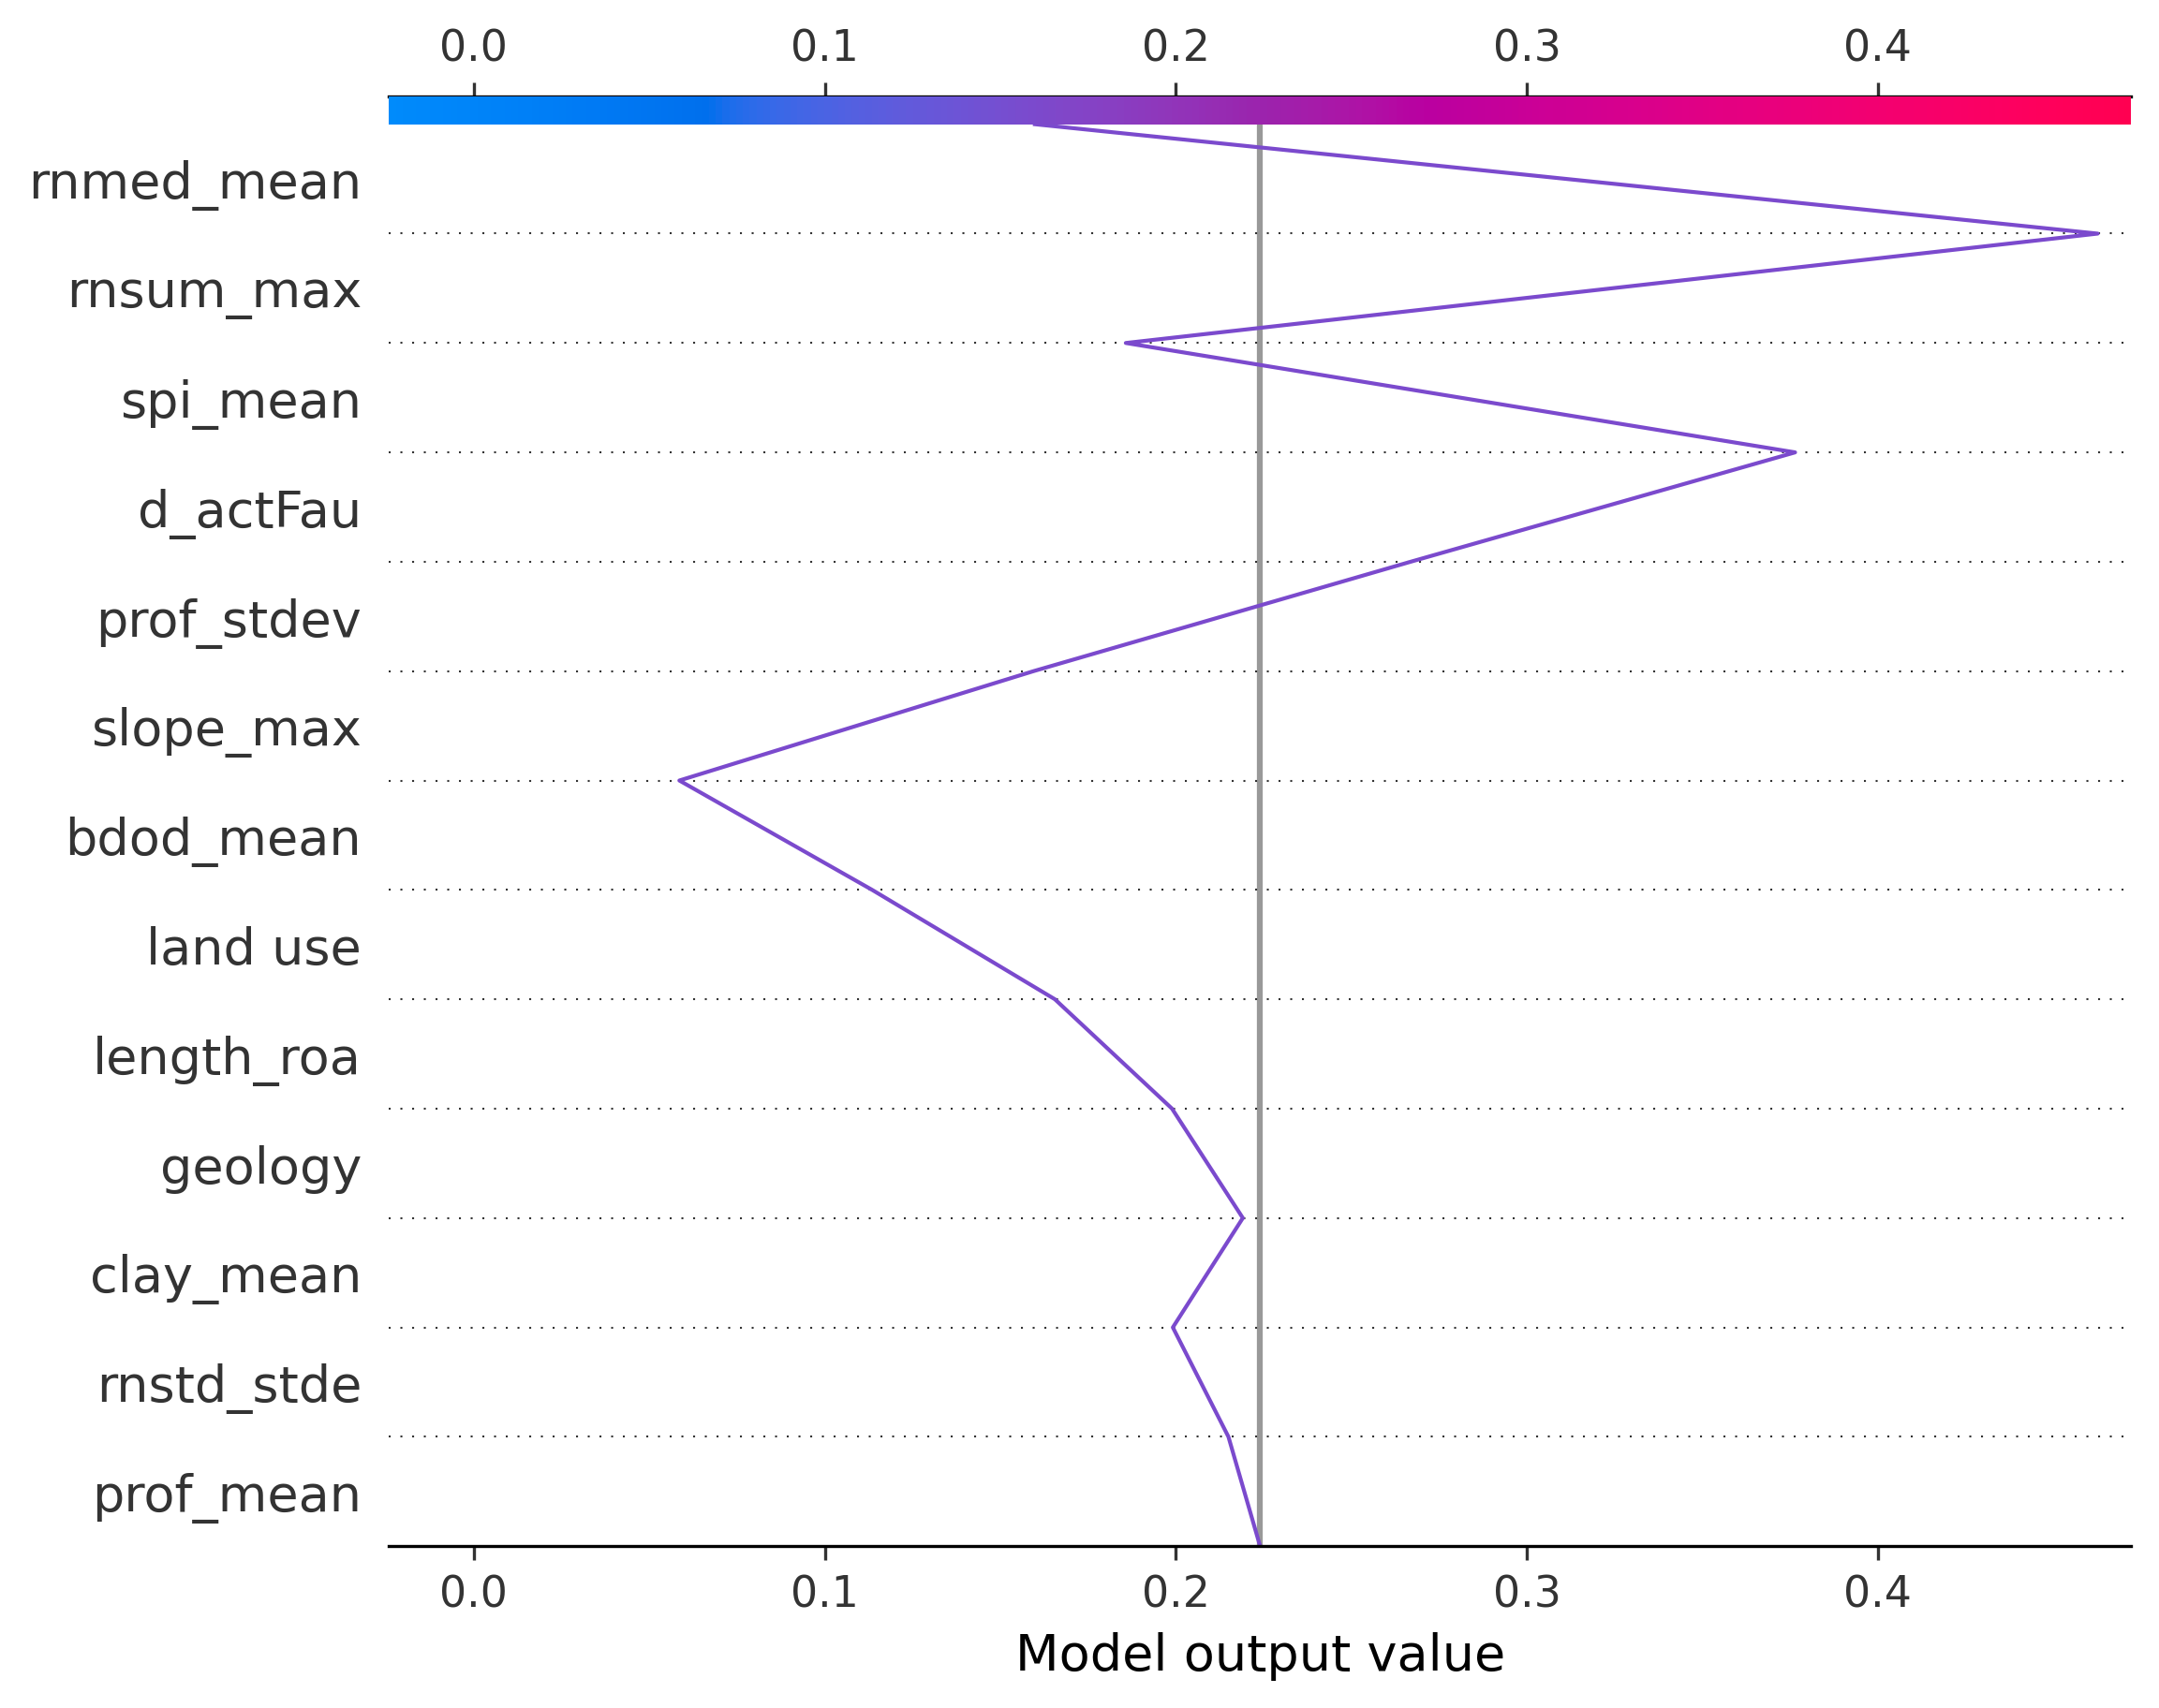 0.0 0.1 0.2 0.3 0.4
rnmed_mean
rnsum_max
spi_mean
d_actFau
prof_stdev
slope_max
bdod_mean
land use
length_roa
geology
clay_mean
rnstd_stde
prof_mean
0.0 0.1 0.2 0.3 0.4
Model output value